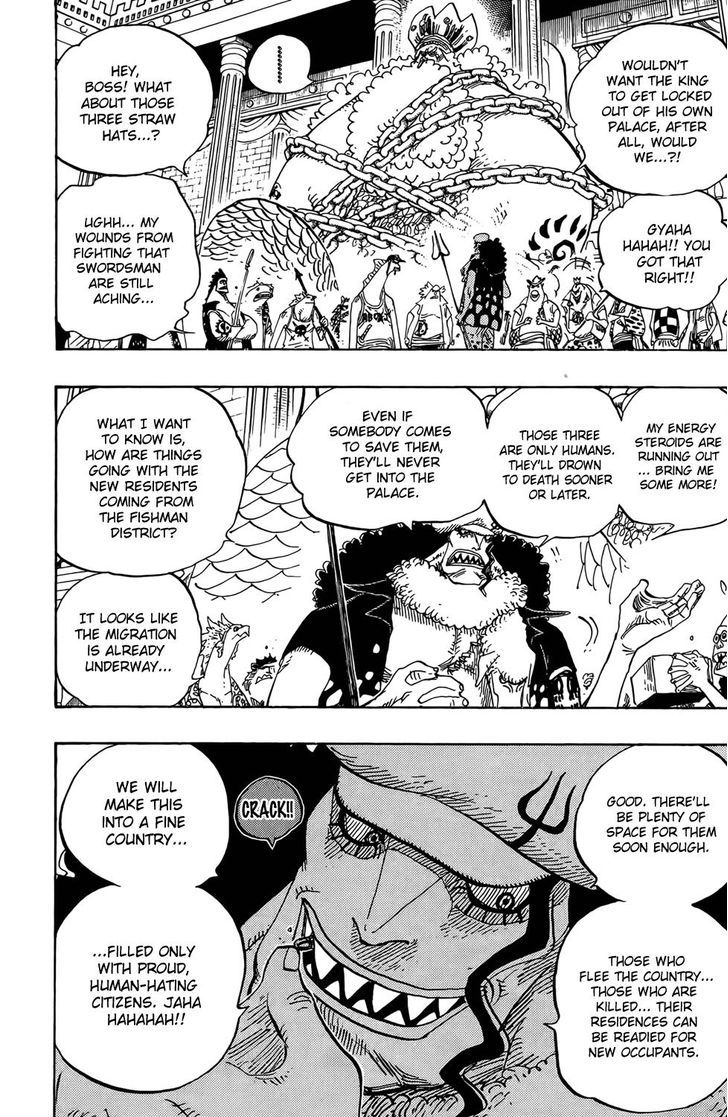 WOULDN'T
WANT THE KING
TO GET LOCKED
OUT OF HIS OWN
PALACE, AFTER
ALL, WOULD
WE...?!
GYAHA
HAHAH!! YOU
GOT THAT
RIGHT!!
.........
HEY,
BOSS! WHAT
ABOUT THOSE
THREE STRAW
HATS...?
UGHH... MY
WOUNDS FROM
FIGHTING THAT
SWORDSMAN
ARE STILL
ACHING...
MY ENERGY
STEROIDS ARE
RUNNING OUT
... BRING ME
SOME MORE!
THOSE THREE
ARE ONLY HUMANS.
THEY'LL DROWN
TO DEATH SOONER
OR LATER.
EVEN IF
SOMEBODY COMES
TO SAVE THEM,
THEY'LL NEVER
GET INTO THE
PALACE.
WHAT I WANT
TO KNOW IS,
HOW ARE THINGS
GOING WITH THE
NEW RESIDENTS
COMING FROM
THE FISHMAN
DISTRICT?
IT LOOKS LIKE
THE MIGRATION
IS ALREADY
UNDERWAY...
GOOD. THERE'LL
BE PLENTY OF
SPACE FOR THEM
SOON ENOUGH.
THOSE WHO
FLEE THE COUNTRY...
THOSE WHO ARE
KILLED... THEIR
RESIDENCES CAN
BE READIED FOR
NEW OCCUPANTS.
CRACK!!
WE WILL
MAKE THIS
INTO A FINE
COUNTRY...
...FILLED ONLY
WITH PROUD,
HUMAN-HATING
CITIZENS. JAHA
HAHAHAH!!